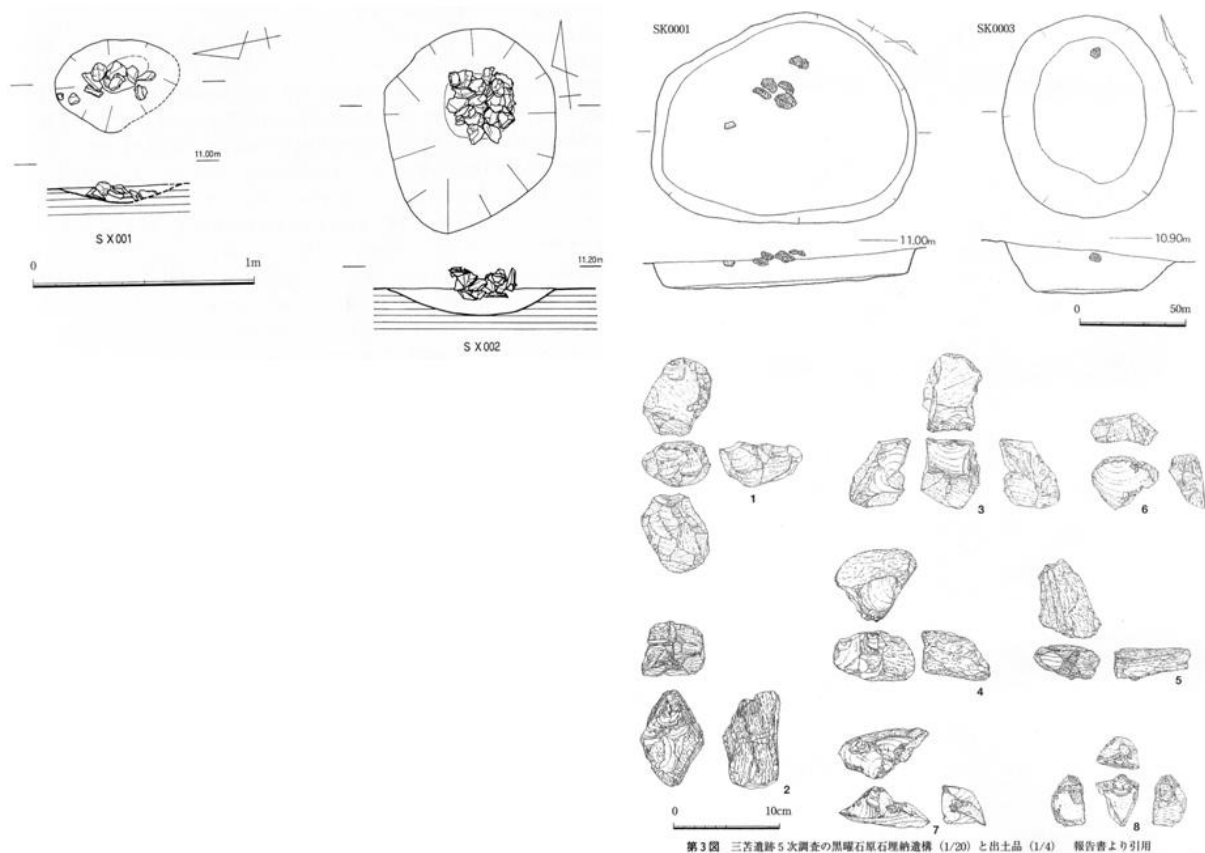 11.00m
S X001
0 1m
11.20m
S X002
SK0001
11.00m
SK0003
10.90m
0 50m
1
2
3
4
5
6
7
8
0 10cm
第3図 三苫遺跡5次調査の黒曜石原石埋納遺構 (1/20) と出土品 (1/4) 報告書より引用